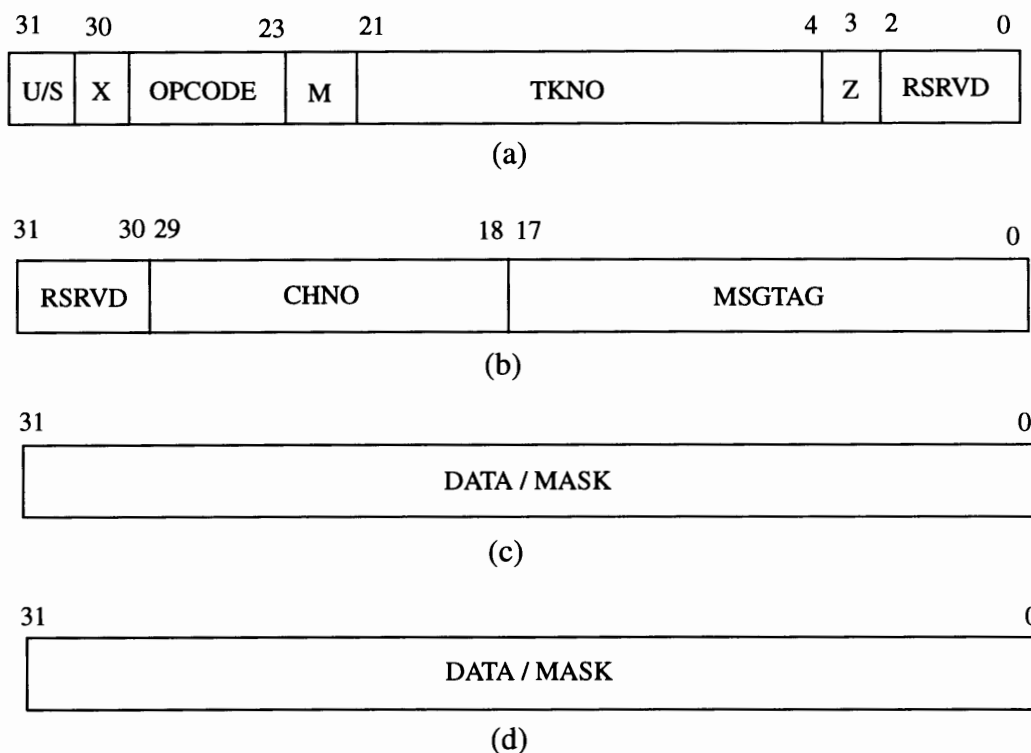 31 30 23 21 4 3 2 0
U/S X OPCODE M TKNO Z RSRVD
(a)
31 30 29 18 17 0
RSRVD CHNO MSGTAG
(b)
31 0
DATA / MASK
(c)
31 0
DATA / MASK
(d)